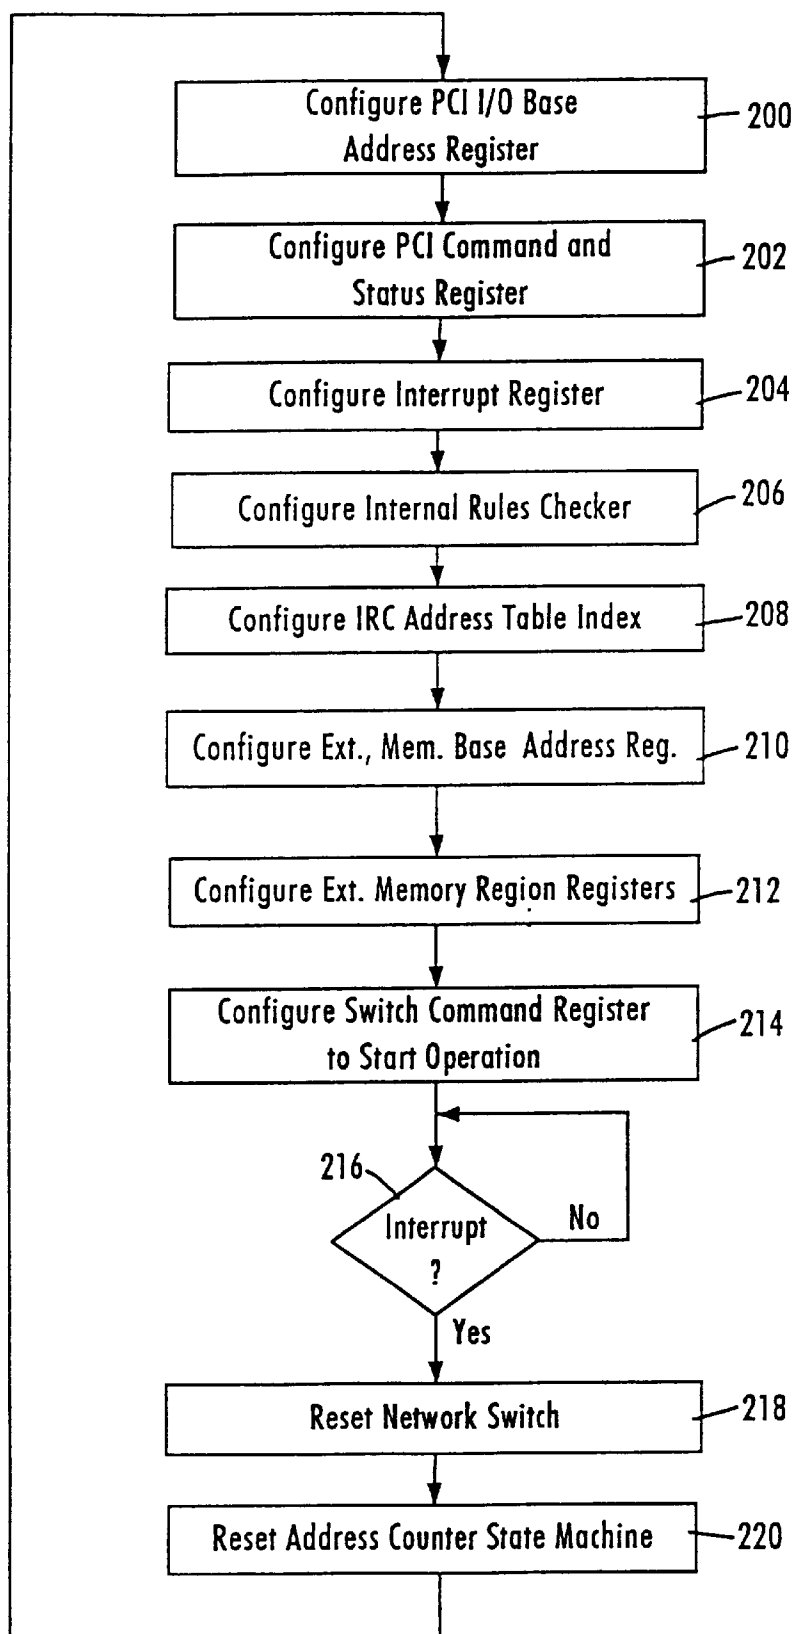 Configure PCI I/O Base
Address Register
200
Configure PCI Command and
Status Register
202
Configure Interrupt Register
204
Configure Internal Rules Checker
206
Configure IRC Address Table Index
208
Configure Ext., Mem. Base Address Reg.
210
Configure Ext. Memory Region Registers
212
Configure Switch Command Register
to Start Operation
214
216
Interrupt
?
No
Yes
Reset Network Switch
218
Reset Address Counter State Machine
220